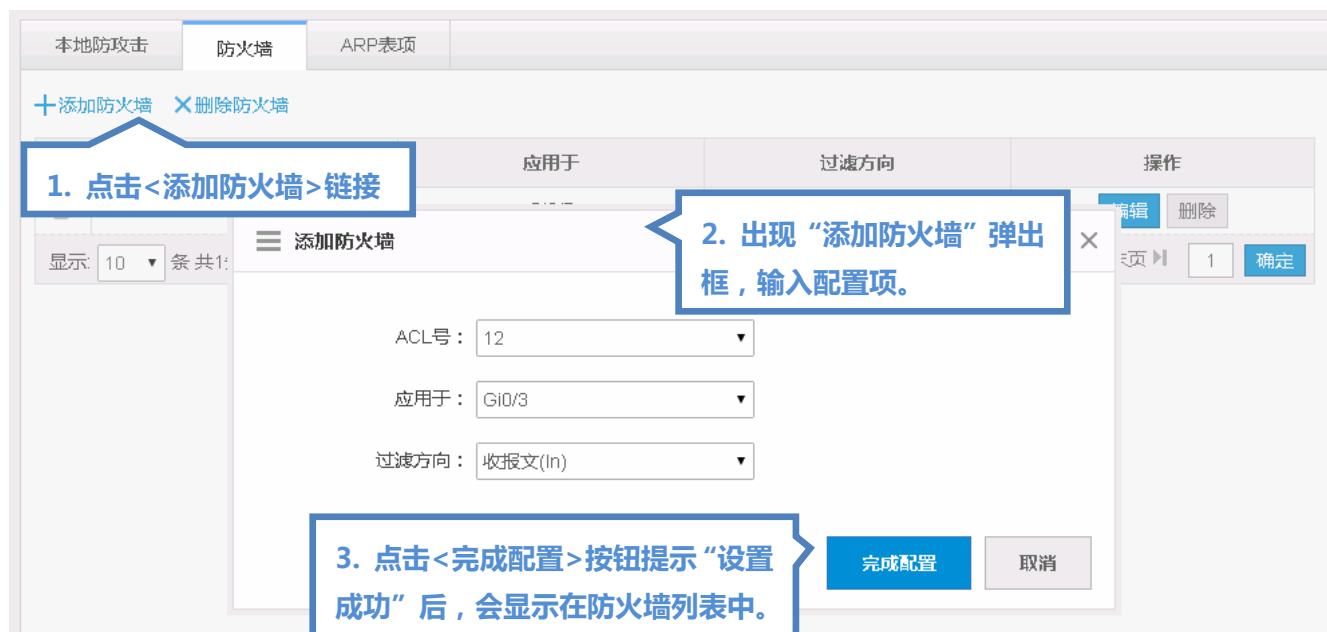 本地防攻击 防火墙 ARP表项
添加防火墙 删除防火墙
应用于 过滤方向 操作
1. 点击<添加防火墙>链接
编辑 删除
2. 出现“添加防火墙”弹出
框，输入配置项。
添加防火墙
显示: 10 条 共1
页 1 确定
ACL号： 12
应用于： Gi0/3
过滤方向： 收报文(In)
3. 点击<完成配置>按钮提示“设置
成功”后，会显示在防火墙列表中。
完成配置 取消